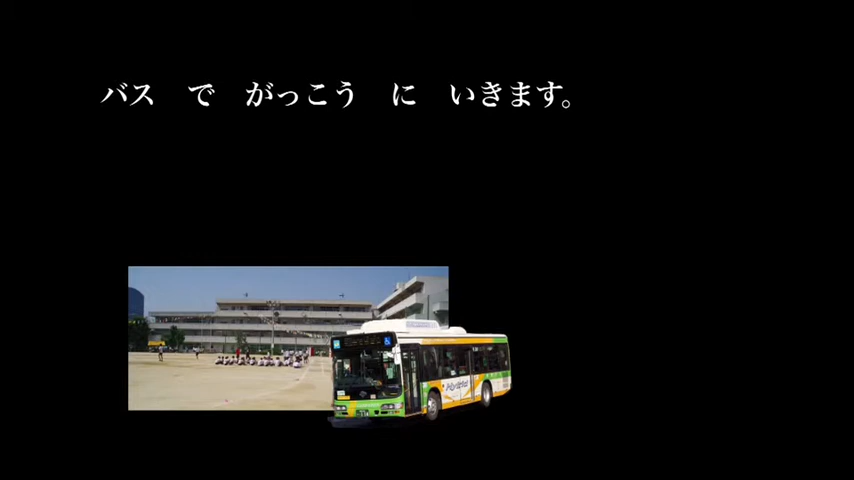 バス　で　がっこう　に　いきます。